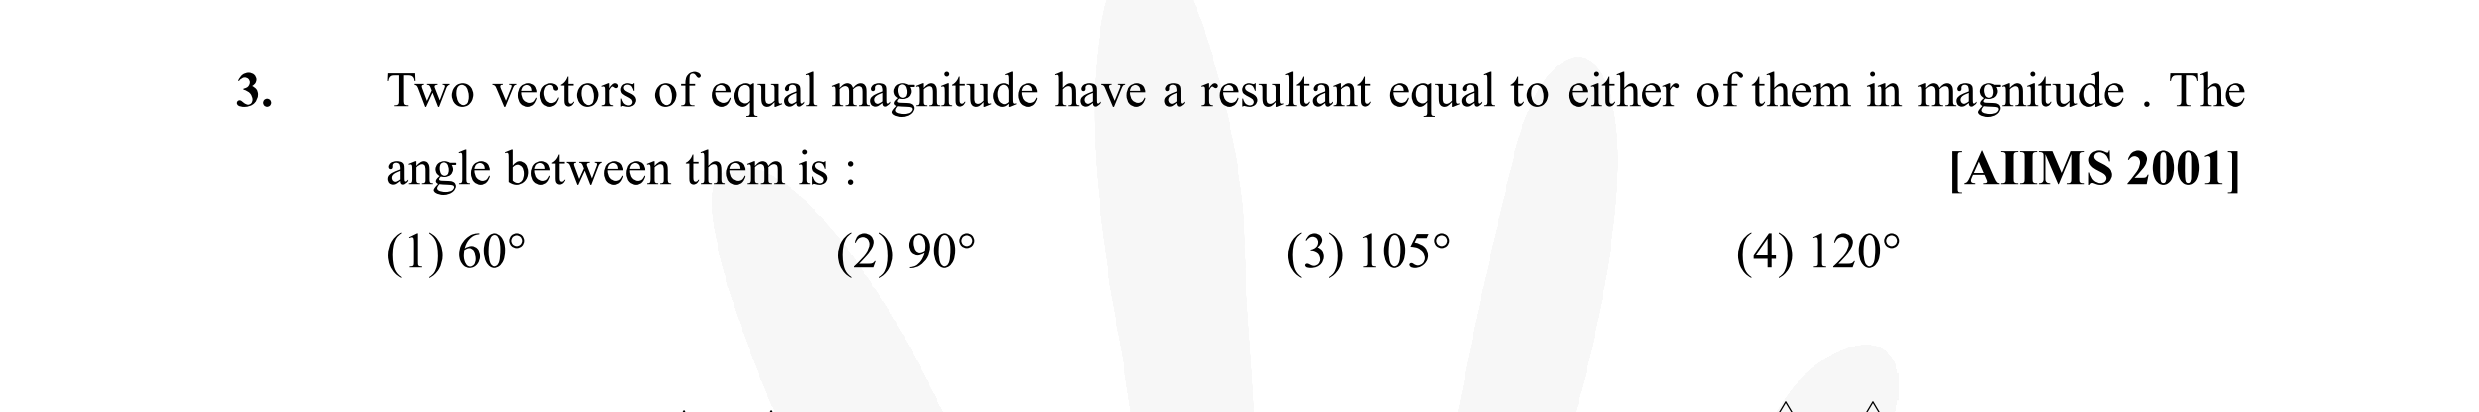 3. Two vectors of equal magnitude have a resultant equal to either of them in magnitude . The
angle between them is : [AIIMS 2001]
(1) 60° (2) 90° (3) 105° (4) 120°